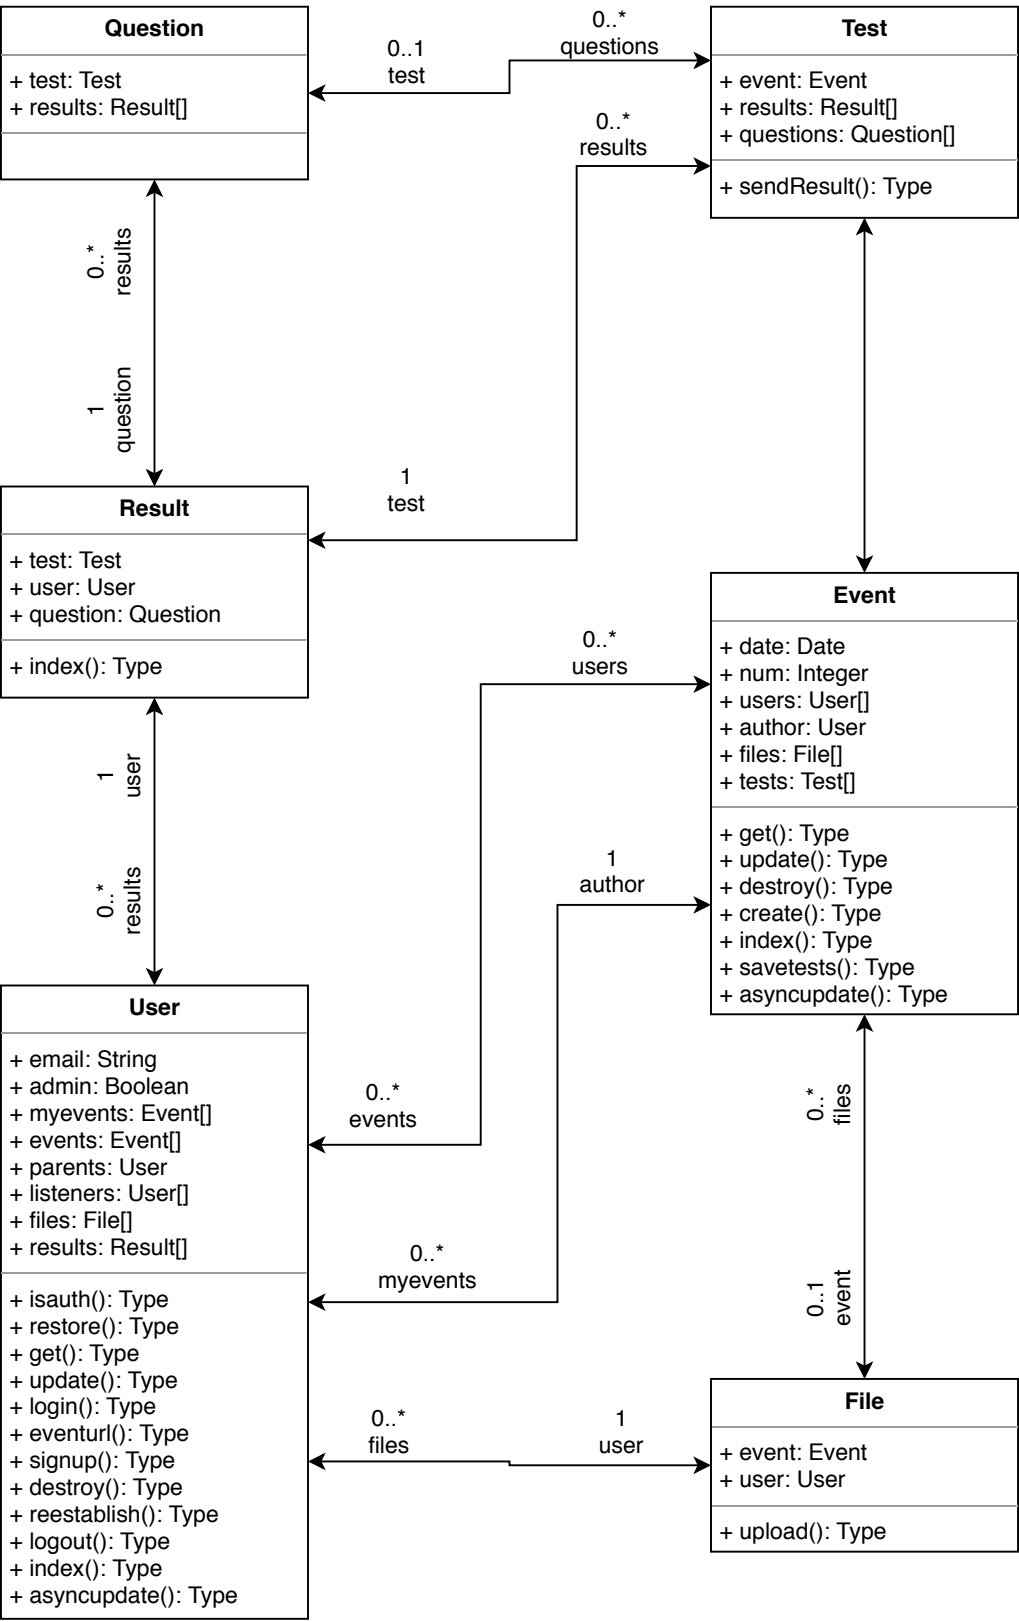 Question
+ test: Test
+ results: Result[]
0..1
test
0..*
questions
Test
+ event: Event
+ results: Result[]
+ questions: Question[]
+ sendResult(): Type
0..*
results
0..*
results
1
question
1
test
Result
+ test: Test
+ user: User
+ question: Question
+ index(): Type
Event
+ date: Date
+ num: Integer
+ users: User[]
+ author: User
+ files: File[]
+ tests: Test[]
+ get(): Type
+ update(): Type
+ destroy(): Type
+ create(): Type
+ index(): Type
+ savetests(): Type
+ asyncupdate(): Type
0..*
users
1
user
0..*
results
1
author
User
+ email: String
+ admin: Boolean
+ myevents: Event[]
+ events: Event[]
+ parents: User
+ listeners: User[]
+ files: File[]
+ results: Result[]
+ isauth(): Type
+ restore(): Type
+ get(): Type
+ update(): Type
+ login(): Type
+ eventurl(): Type
+ signup(): Type
+ destroy(): Type
+ reestablish(): Type
+ logout(): Type
+ index(): Type
+ asyncupdate(): Type
0..*
events
0..*
myevents
0..*
files
0..1
event
0..*
files
1
user
File
+ event: Event
+ user: User
+ upload(): Type